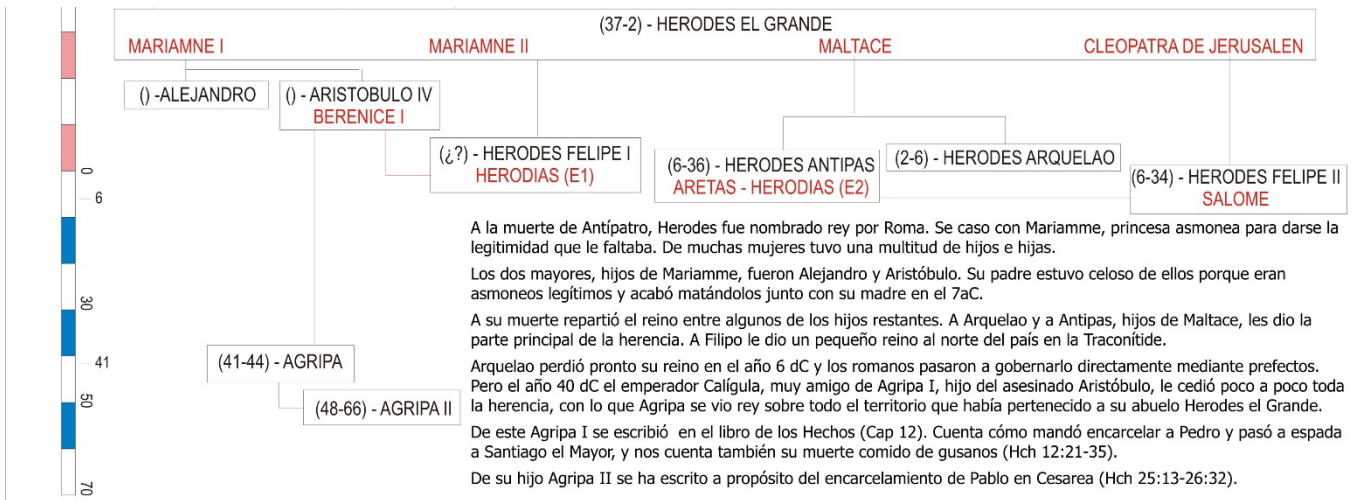 (37-2) - HERODES EL GRANDE
MARIAMNE I
MARIAMNE II
MALTACE
CLEOPATRA DE JERUSALEN
() -ALEJANDRO
() - ARISTOBULO IV
BERENICE I
(¿?) - HERODES FELIPE I
HERODIAS (E1)
(6-36) - HERODES ANTIPAS
ARETAS - HERODIAS (E2)
(2-6) - HERODES ARQUELAO
(6-34) - HERODES FELIPE II
SALOME
0
6
30
41
50
70
(41-44) - AGRIPA
(48-66) - AGRIPA II
A la muerte de Antípatro, Herodes fue nombrado rey por Roma. Se caso con Mariamme, princesa asmonea para darse la
legitimidad que le faltaba. De muchas mujeres tuvo una multitud de hijos e hijas.
Los dos mayores, hijos de Mariamme, fueron Alejandro y Aristóbulo. Su padre estuvo celoso de ellos porque eran
asmoneos legítimos y acabó matándolos junto con su madre en el 7aC.
A su muerte repartió el reino entre algunos de los hijos restantes. A Arquelao y a Antipas, hijos de Maltace, les dio la
parte principal de la herencia. A Filipo le dio un pequeño reino al norte del país en la Traconítide.
Arquelao perdió pronto su reino en el año 6 dC y los romanos pasaron a gobernarlo directamente mediante prefectos.
Pero el año 40 dC el emperador Calígula, muy amigo de Agripa I, hijo del asesinado Aristóbulo, le cedió poco a poco toda
la herencia, con lo que Agripa se vio rey sobre todo el territorio que había pertenecido a su abuelo Herodes el Grande.
De este Agripa I se escribió en el libro de los Hechos (Cap 12). Cuenta cómo mandó encarcelar a Pedro y pasó a espada
a Santiago el Mayor, y nos cuenta también su muerte comido de gusanos (Hch 12:21-35).
De su hijo Agripa II se ha escrito a propósito del encarcelamiento de Pablo en Cesarea (Hch 25:13-26:32).